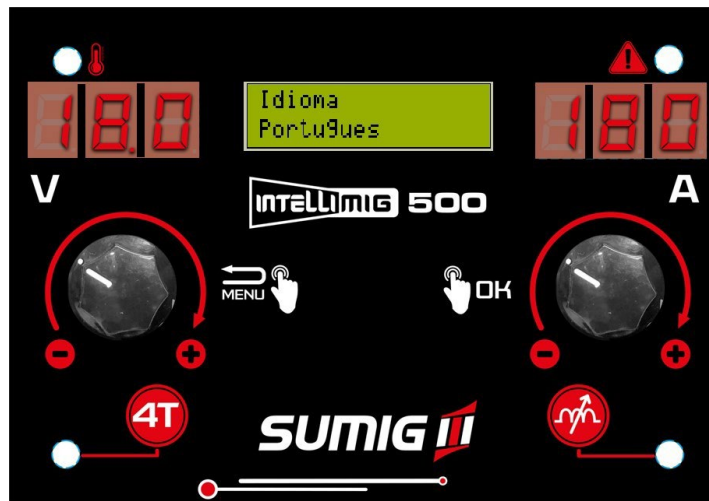 18.0
Idioma
Portugues
180
V
INTELLIMIG 500
A
MENU
OK
4T
SUMIG